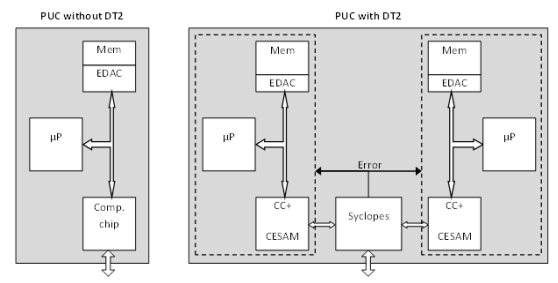 PUC without DT2
Mem
EDAC
µP
Comp.
chip
PUC with DT2
Mem
EDAC
µP
CC+
CESAM
Error
Syclopes
Mem
EDAC
µP
CC+
CESAM